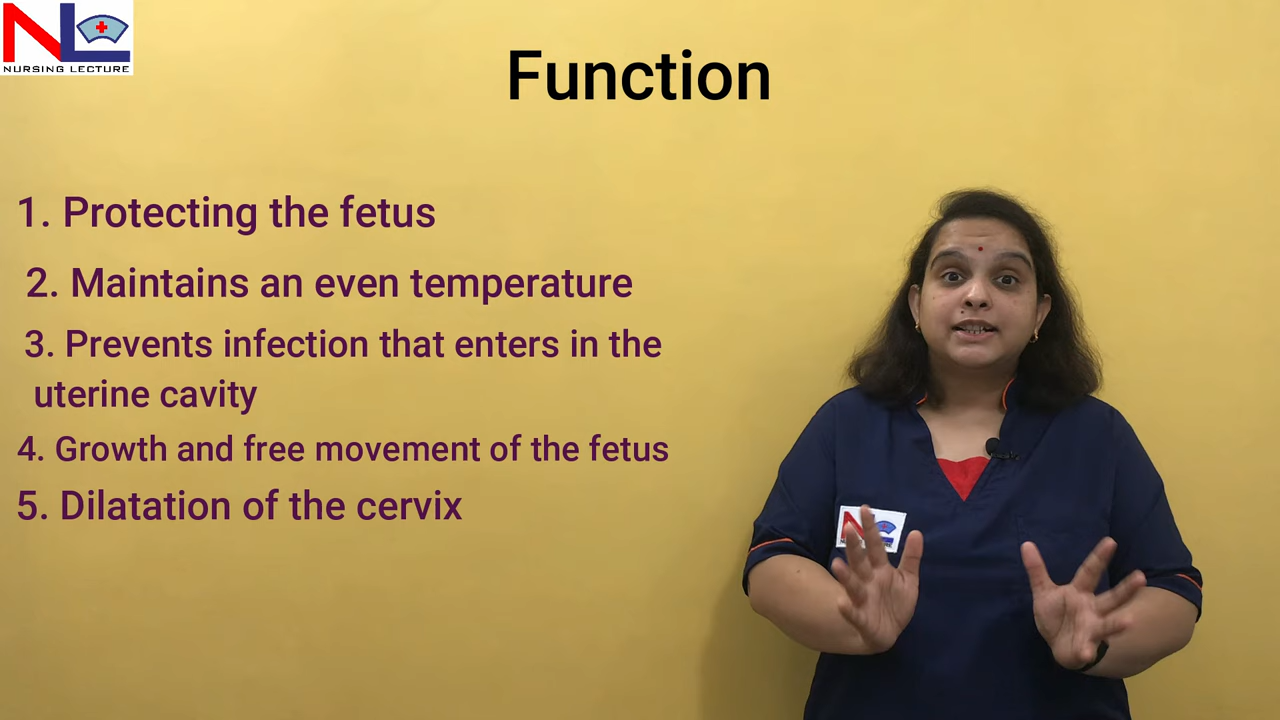 NL
NURSING LECTURE
Function
1. Protecting the fetus
2. Maintains an even temperature
3. Prevents infection that enters in the
uterine cavity
4. Growth and free movement of the fetus
5. Dilatation of the cervix